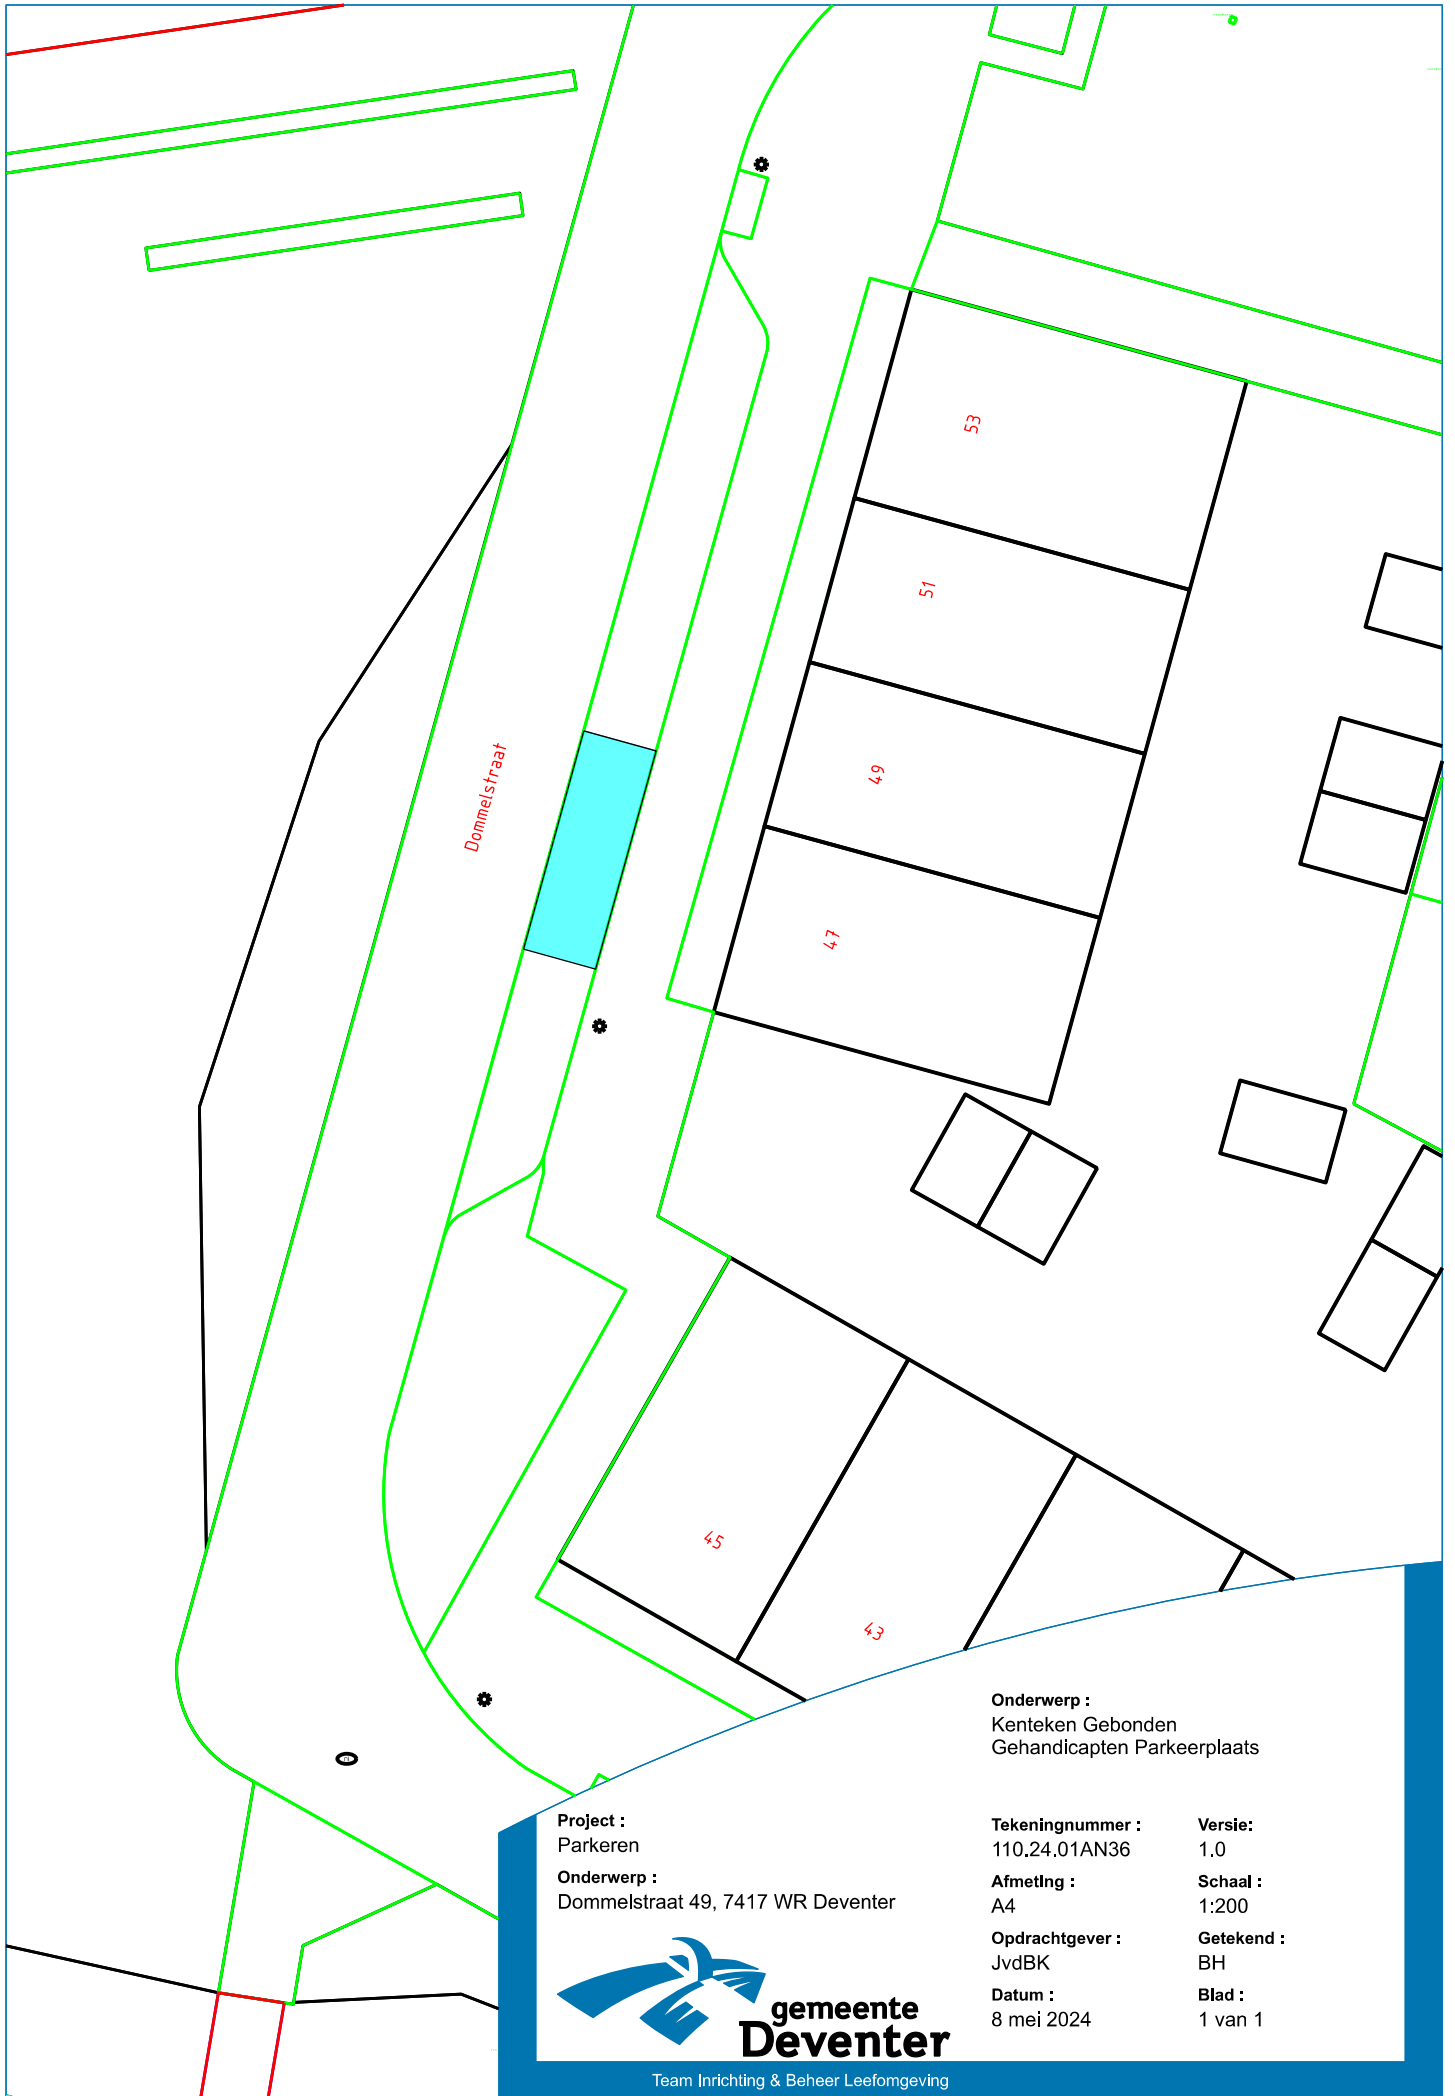 53
51
49
47
Dommelstraat
45
43
Onderwerp :
Kenteken Gebonden
Gehandicapten Parkeerplaats
Project :
Parkeren
Onderwerp :
Dommelstraat 49, 7417 WR Deventer
Tekeningnummer :
110.24.01AN36
Versie:
1.0
Afmeting :
A4
Schaal :
1:200
Opdrachtgever :
JvdBK
Getekend :
BH
Datum :
8 mei 2024
Blad :
1 van 1
gemeente
Deventer
Team Inrichting & Beheer Leefomgeving